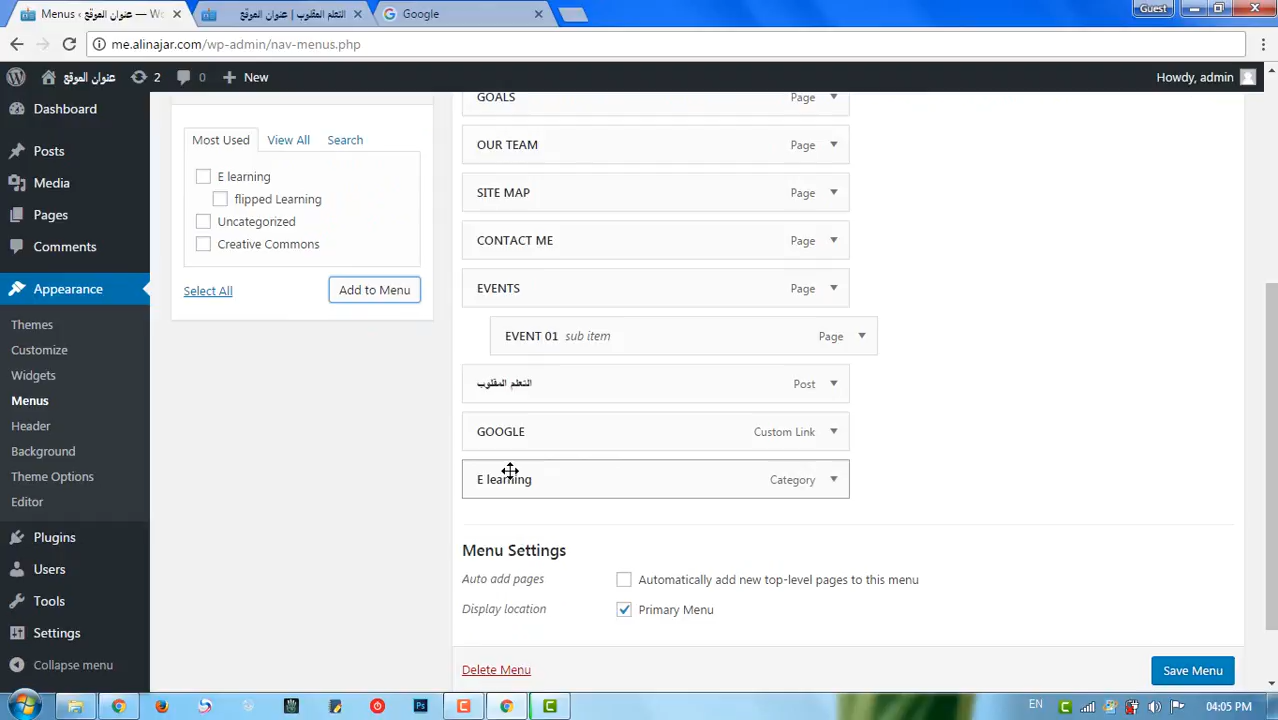 Menus ‹ عنوان الموقع — Wo
التعلم المقلوب | عنوان الموقع
Google
Guest
me.alinajar.com/wp-admin/nav-menus.php
عنوان الموقع
2
0
New
Howdy, admin
Dashboard
Posts
Media
Pages
Comments
Appearance
Themes
Customize
Widgets
Menus
Header
Background
Theme Options
Editor
Plugins
Users
Tools
Settings
Collapse menu
Most Used
View All
Search
E learning
flipped Learning
Uncategorized
Creative Commons
Select All
Add to Menu
GOALS Page
OUR TEAM Page
SITE MAP Page
CONTACT ME Page
EVENTS Page
EVENT 01 sub item Page
التعلم المقلوب Post
GOOGLE Custom Link
E learning Category
Menu Settings
Auto add pages Automatically add new top-level pages to this menu
Display location Primary Menu
Delete Menu
Save Menu
EN
04:05 PM